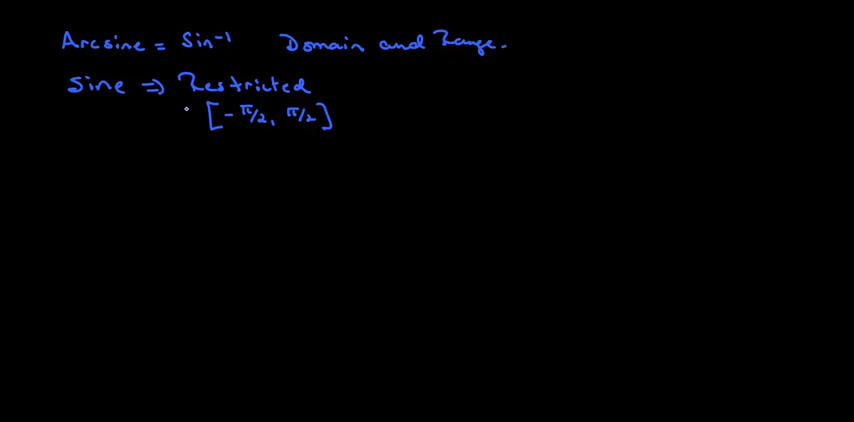 Arcsine = Sin⁻¹ Domain and Range.
Sine ⇒ Restricted
[-π/2, π/2]